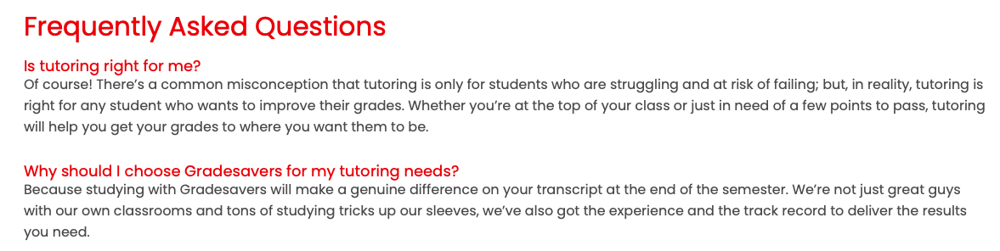 Frequently Asked Questions
Is tutoring right for me?
Of course! There’s a common misconception that tutoring is only for students who are struggling and at risk of failing; but, in reality, tutoring is
right for any student who wants to improve their grades. Whether you’re at the top of your class or just in need of a few points to pass, tutoring
will help you get your grades to where you want them to be.
Why should I choose Gradesavers for my tutoring needs?
Because studying with Gradesavers will make a genuine difference on your transcript at the end of the semester. We’re not just great guys
with our own classrooms and tons of studying tricks up our sleeves, we’ve also got the experience and the track record to deliver the results
you need.